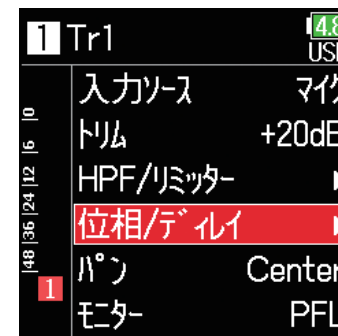 1 Tr1
4.8
USB
入力ソース マイク
トリム +20dB
HPF/リミッター
位相/ディレイ
パン Center
モニター PFL
0
6
12
24
36
48
1